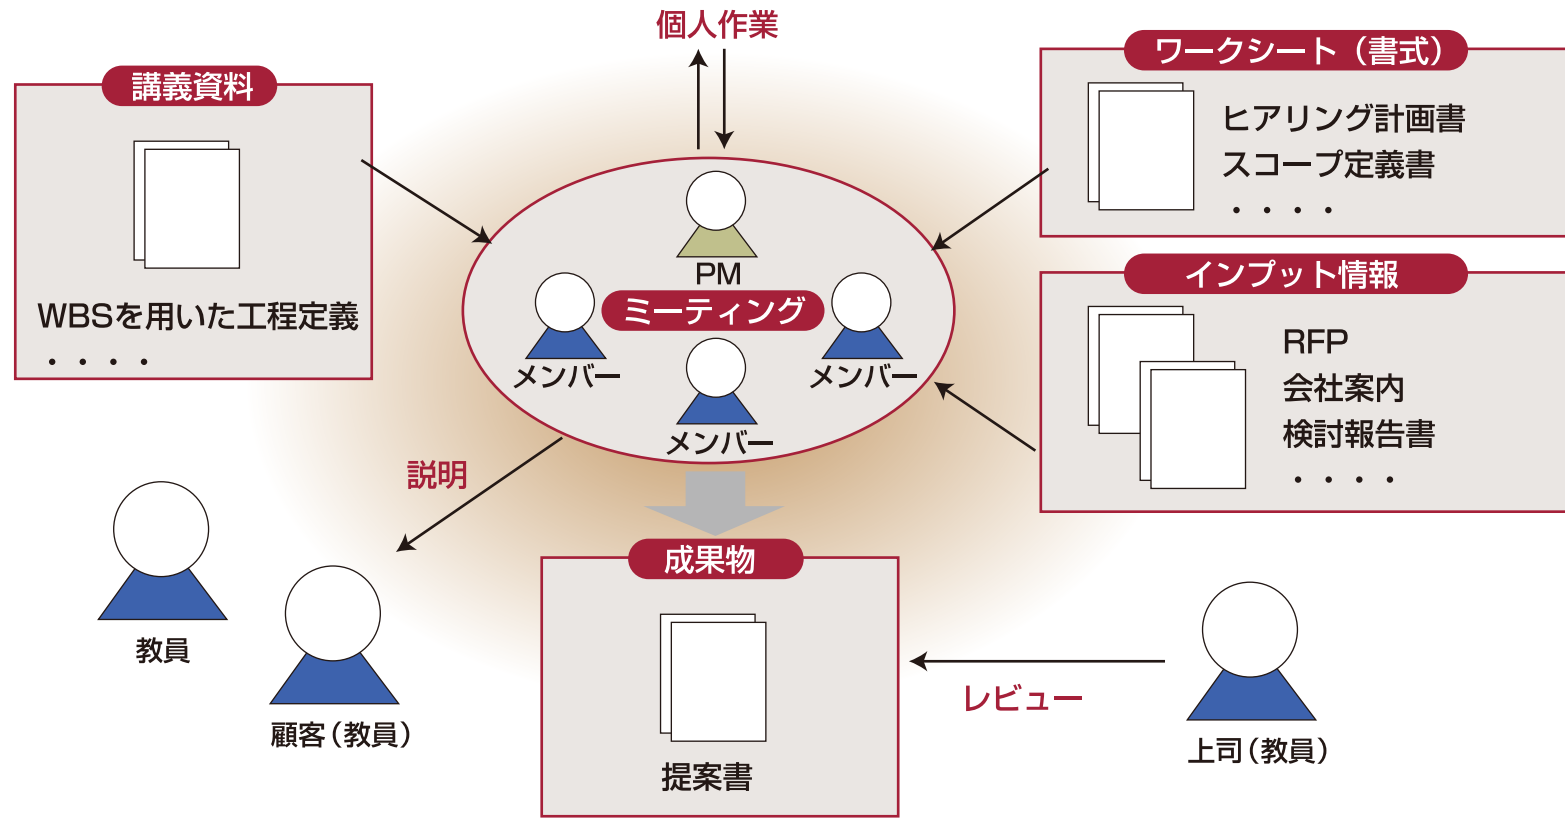 個人作業
講義資料
WBSを用いた工程定義
・・・・
ワークシート（書式）
ヒアリング計画書
スコープ定義書
・・・・
インプット情報
RFP
会社案内
検討報告書
・・・・
PM
ミーティング
メンバー
メンバー
メンバー
説明
教員
顧客（教員）
成果物
提案書
レビュー
上司（教員）